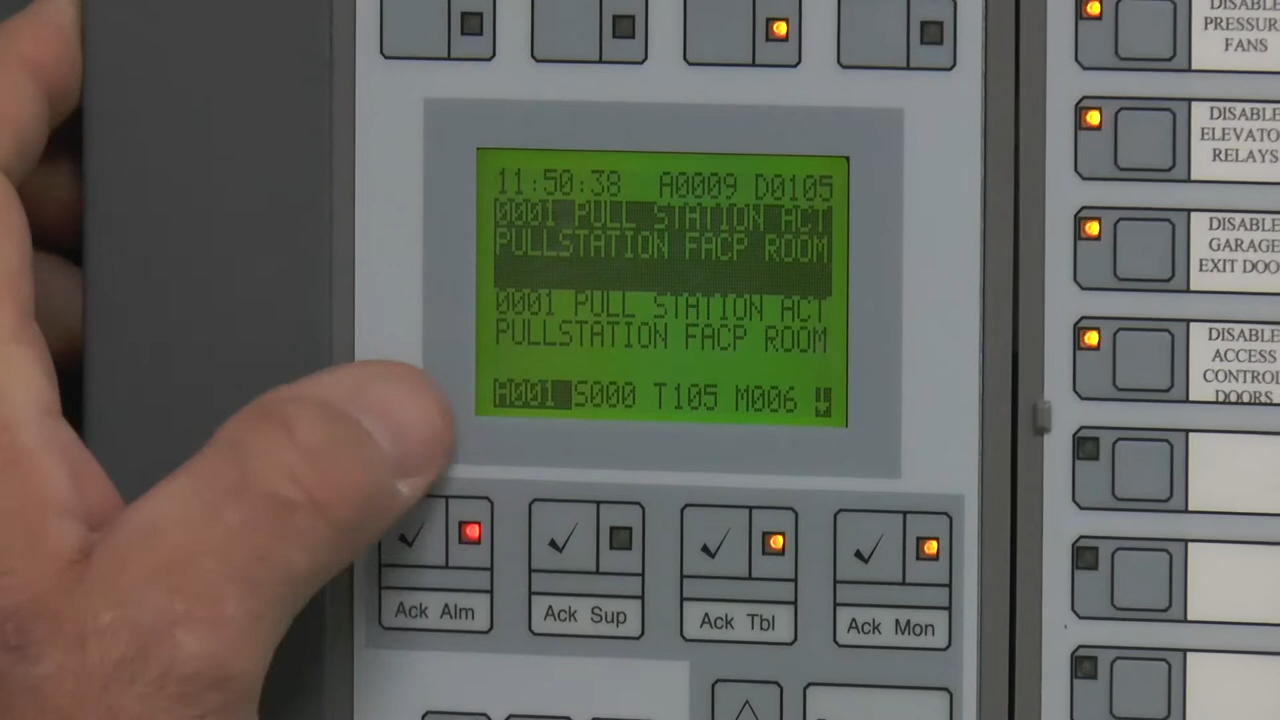 11:50:38 A0009 D0105
0001 PULL STATION ACT
PULLSTATION FACP ROOM
0001 PULL STATION ACT
PULLSTATION FACP ROOM
A001 S000 T105 M006
Ack Alm
Ack Sup
Ack Tbl
Ack Mon
DISABLE
PRESSUR
FANS
DISABLE
ELEVATO
RELAYS
DISABLE
GARAGE
EXIT DOO
DISABLE
ACCESS
CONTROL
DOORS